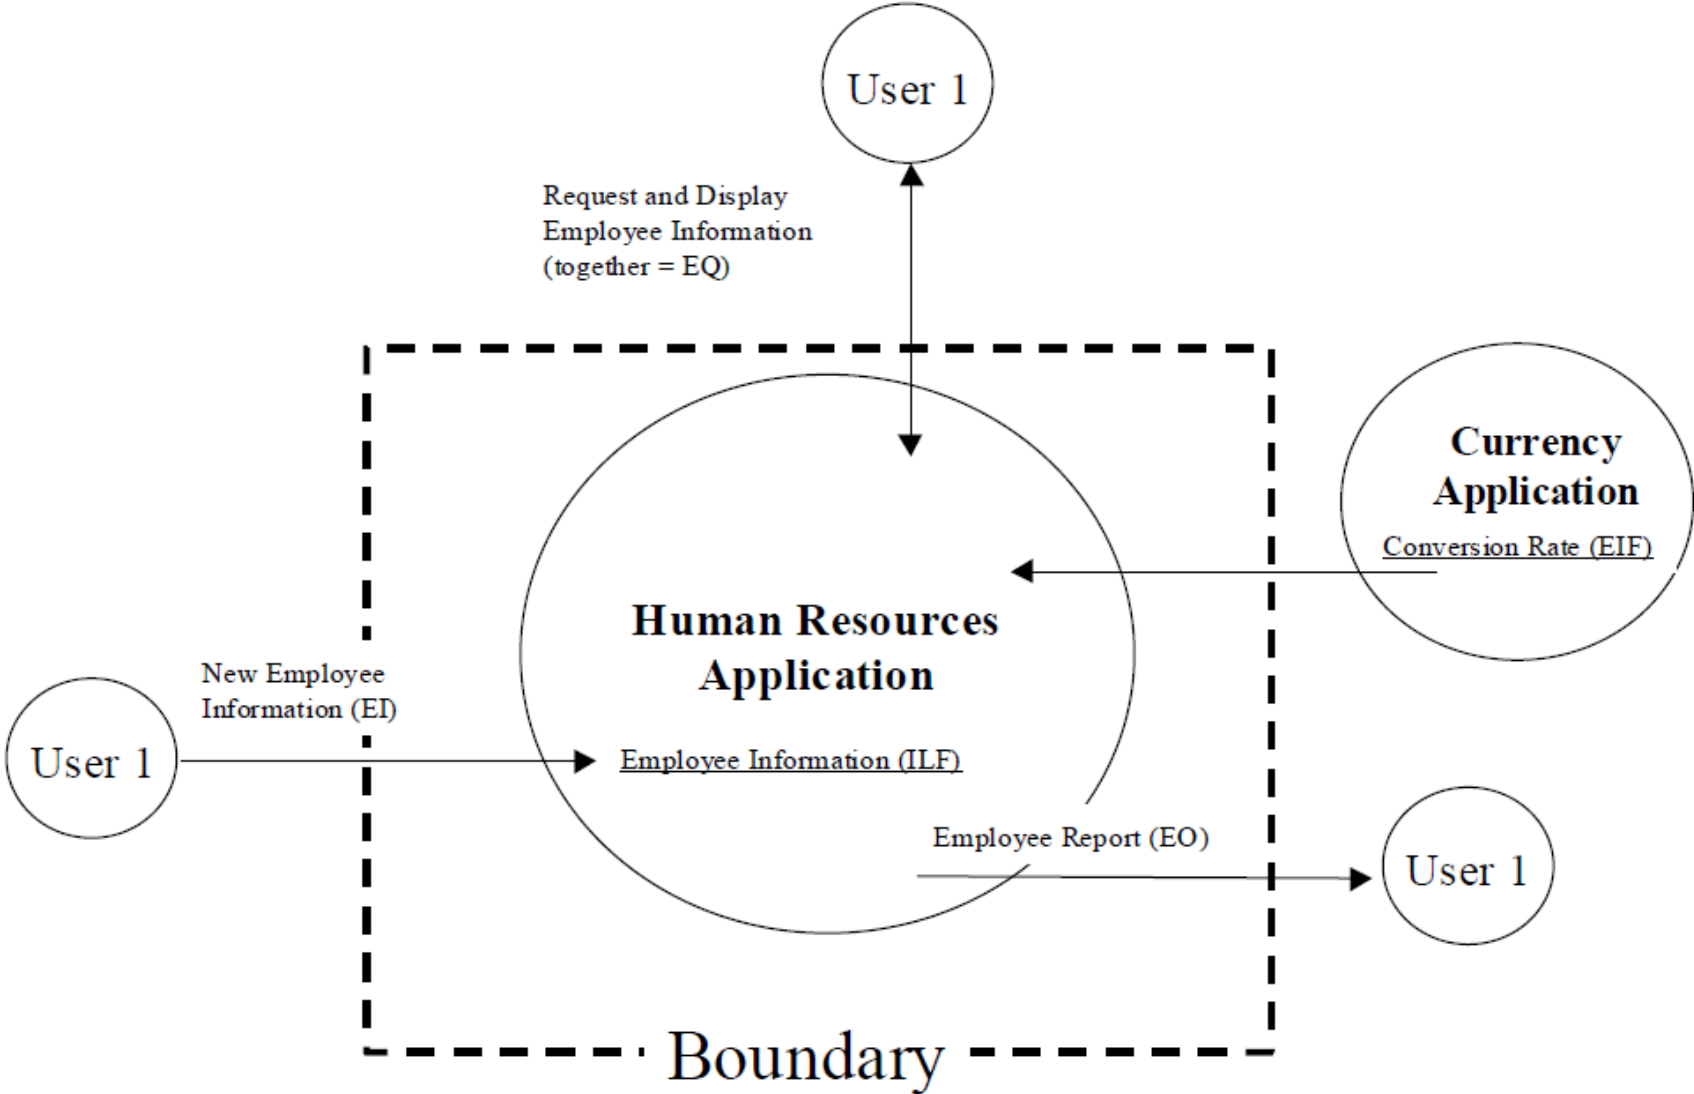 User 1
Request and Display
Employee Information
(together = EQ)
Currency
Application
Conversion Rate (EIF)
Human Resources
Application
New Employee
Information (EI)
User 1
Employee Information (ILF)
Employee Report (EO)
User 1
Boundary